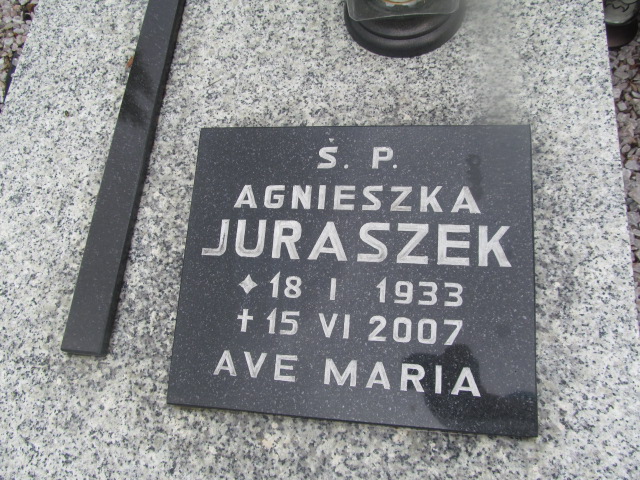 Ś. P.
AGNIESZKA
JURASZEK
18 I 1933
✝15 VI 2007
AVE MARIA